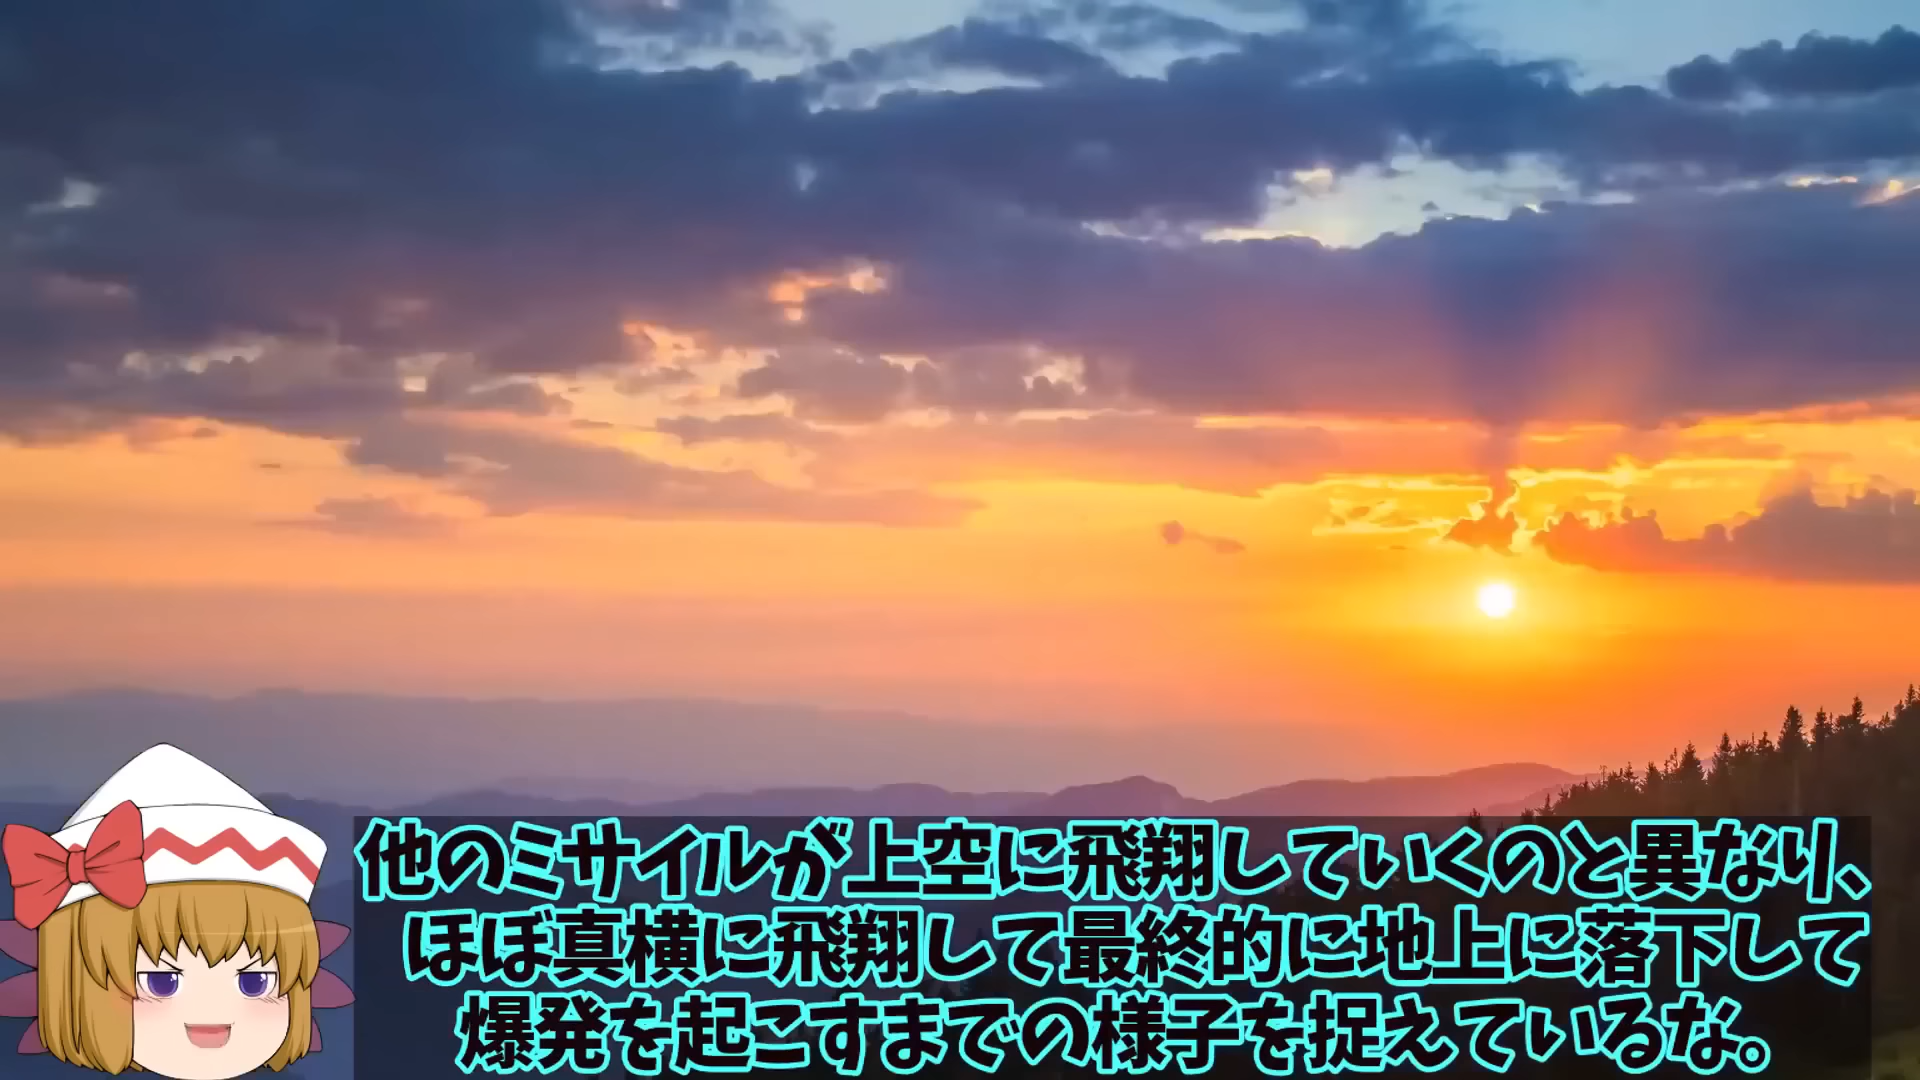 他のミサイルが上空に飛翔していくのと異なり、
ほぼ真横に飛翔して最終的に地上に落下して
爆発を起こすまでの様子を捉えているな。